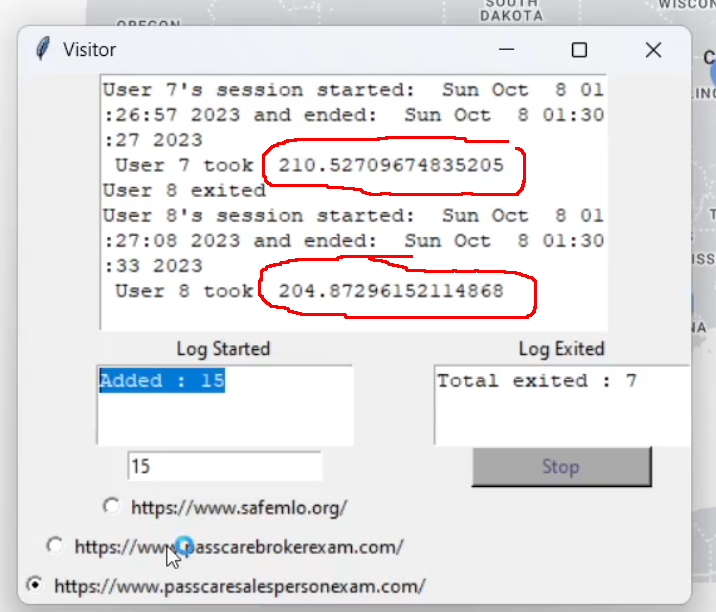 SOUTH
DAKOTA
WISCON
OREGON
Visitor
User 7's session started:  Sun Oct  8 01
:26:57 2023 and ended:  Sun Oct  8 01:30
:27 2023
User 7 took  210.52709674835205
User 8 exited
User 8's session started:  Sun Oct  8 01
:27:08 2023 and ended:  Sun Oct  8 01:30
:33 2023
User 8 took  204.87296152114868
Log Started
Log Exited
Added : 15
Total exited : 7
15
Stop
https://www.safemlo.org/
https://www.passcarebrokerexam.com/
https://www.passcaresalespersonexam.com/